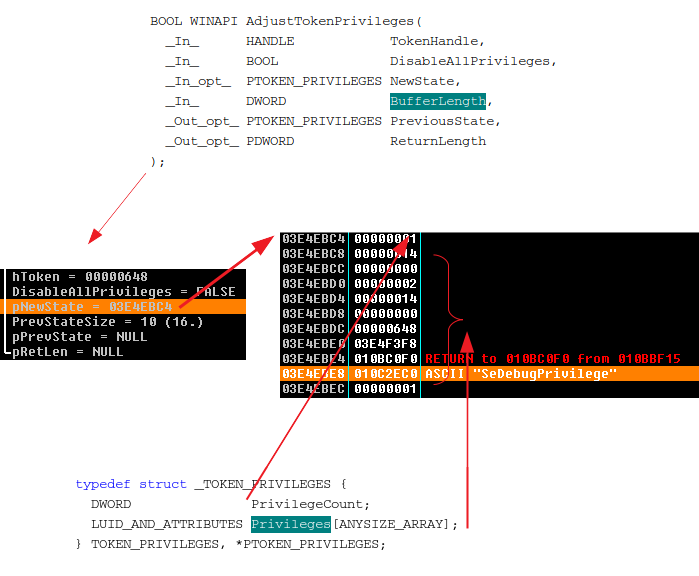 BOOL WINAPI AdjustTokenPrivileges(
_In_ HANDLE TokenHandle,
_In_ BOOL DisableAllPrivileges,
_In_opt_ PTOKEN_PRIVILEGES NewState,
_In_ DWORD BufferLength,
_Out_opt_ PTOKEN_PRIVILEGES PreviousState,
_Out_opt_ PDWORD ReturnLength
);
hToken = 00000648
DisableAllPrivileges = FALSE
pNewState = 03E4EBC4
PrevStateSize = 10 (16.)
pPrevState = NULL
pRetLen = NULL
03E4EBC4 00000001
03E4EBC8 00000014
03E4EBCC 00000000
03E4EBD0 00000002
03E4EBD4 00000014
03E4EBD8 00000000
03E4EBDC 00000648
03E4EBE0 03E4F3F8
03E4EBE4 010BC0F0 RETURN to 010BC0F0 from 010BBF15
03E4EBE8 010C2EC0 ASCII "SeDebugPrivilege"
03E4EBEC 00000001
typedef struct _TOKEN_PRIVILEGES {
DWORD PrivilegeCount;
LUID_AND_ATTRIBUTES Privileges[ANYSIZE_ARRAY];
} TOKEN_PRIVILEGES, *PTOKEN_PRIVILEGES;